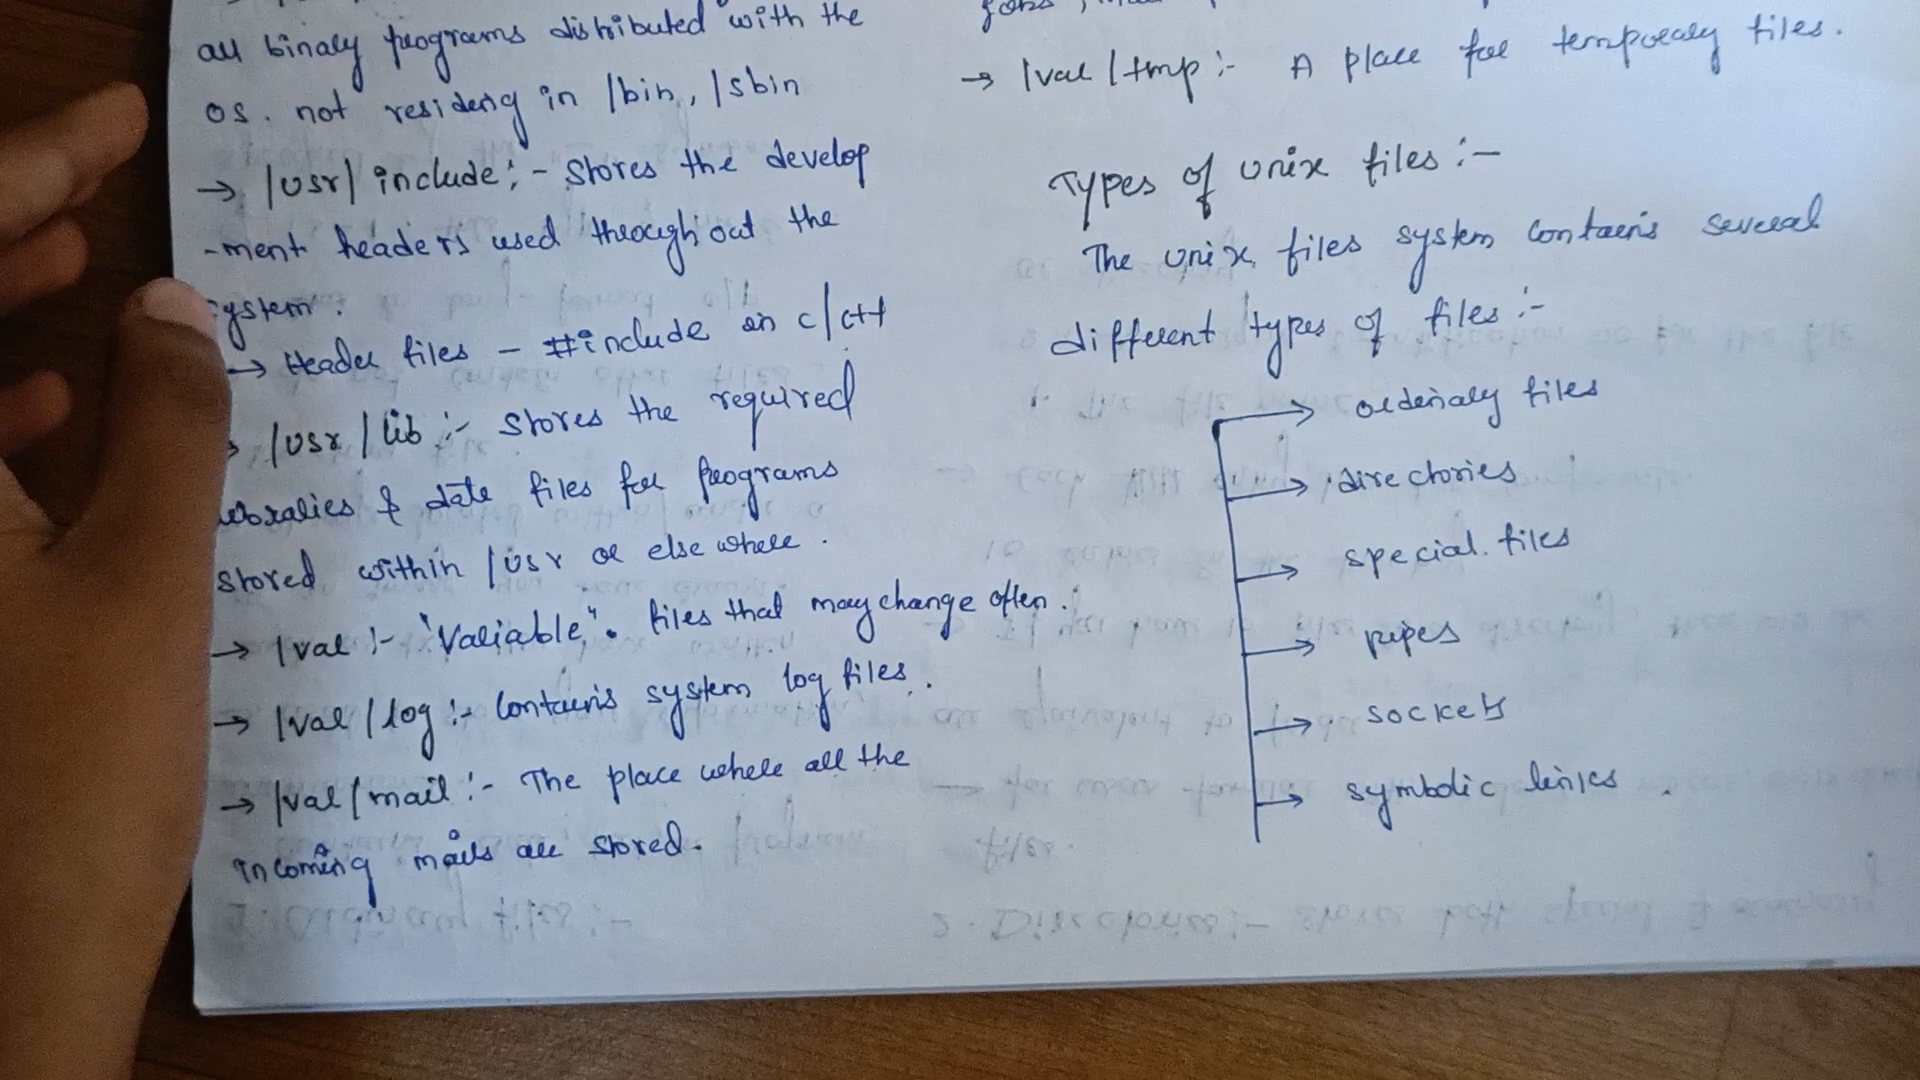 all binary programs distributed with the
OS. not residing in /bin, /sbin
→ /usr/ include :- Stores the develop
-ment headers used throughout the
system.
→ Header files - #include in c/c++
→ /usr/lib :- Stores the required
libraries & date files for programs
stored within /usr or else where.
→ /var :- "Variable". files that may change often.
→ /var/log :- Contains system log files.
→ /var/mail :- The place where all the
incoming mails are stored.
→ /var/tmp :- A place for temporary files.
Types of unix files :-
The unix files system contains several
different types of files :-
→ ordinary files
→ directories
→ special files
→ pipes
→ sockets
→ symbolic links.